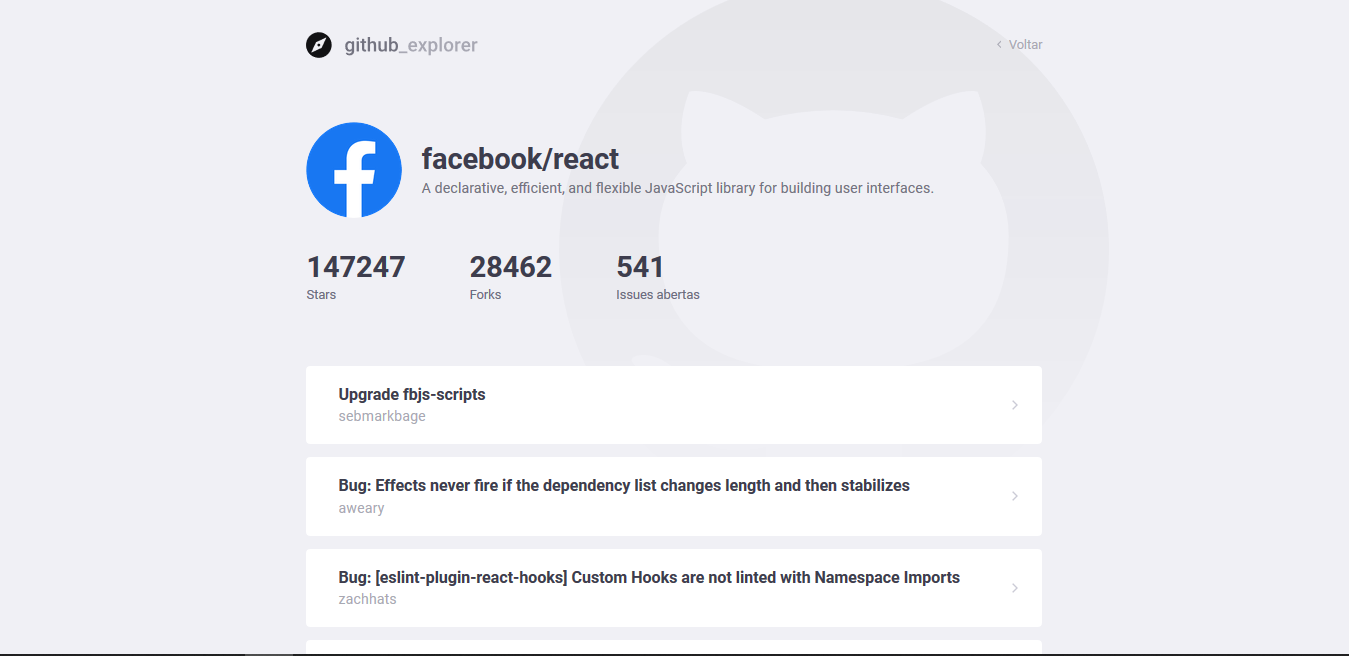 github_explorer
Voltar
facebook/react
A declarative, efficient, and flexible JavaScript library for building user interfaces.
147247 28462 541
Stars Forks Issues abertas
Upgrade fbjs-scripts
sebmarkbage
Bug: Effects never fire if the dependency list changes length and then stabilizes
aweary
Bug: [eslint-plugin-react-hooks] Custom Hooks are not linted with Namespace Imports
zachhats